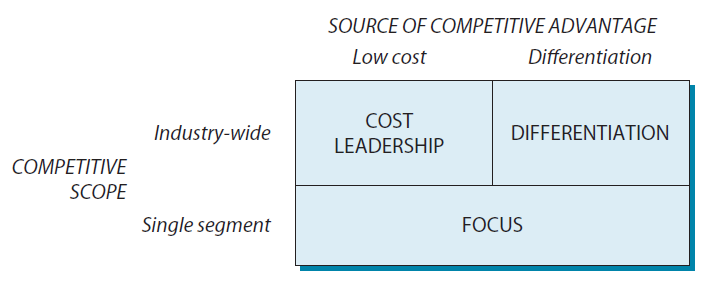 SOURCE OF COMPETITIVE ADVANTAGE
Low cost Differentiation
Industry-wide
COST
LEADERSHIP
DIFFERENTIATION
COMPETITIVE
SCOPE
Single segment
FOCUS